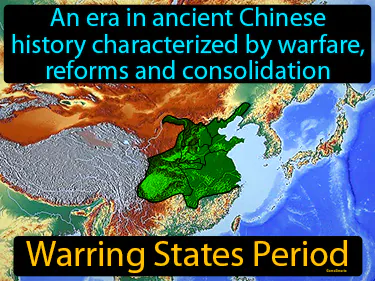 An era in ancient Chinese
history characterized by warfare,
reforms and consolidation
Warring States Period